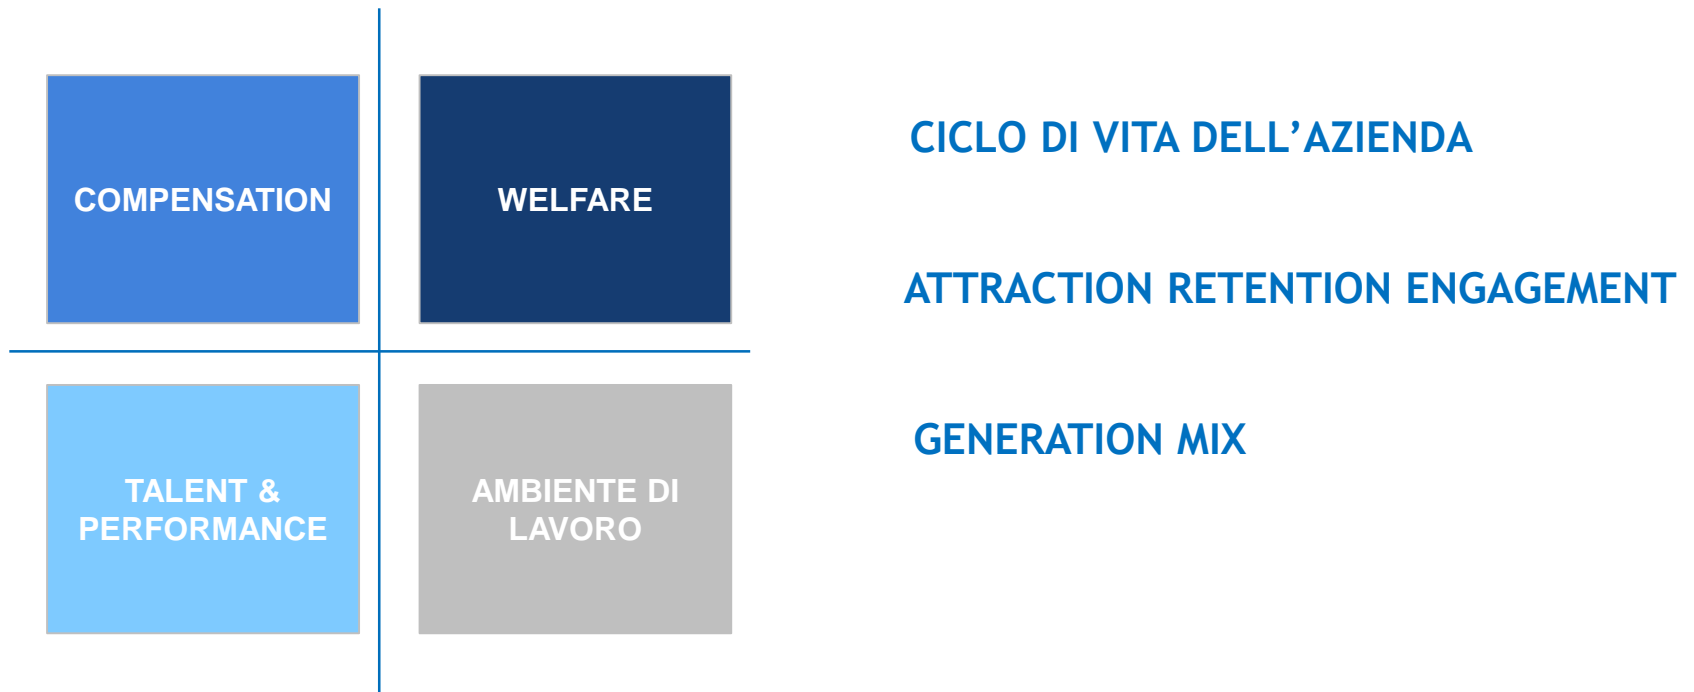 COMPENSATION
WELFARE
TALENT &
PERFORMANCE
AMBIENTE DI
LAVORO
CICLO DI VITA DELL’AZIENDA
ATTRACTION RETENTION ENGAGEMENT
GENERATION MIX